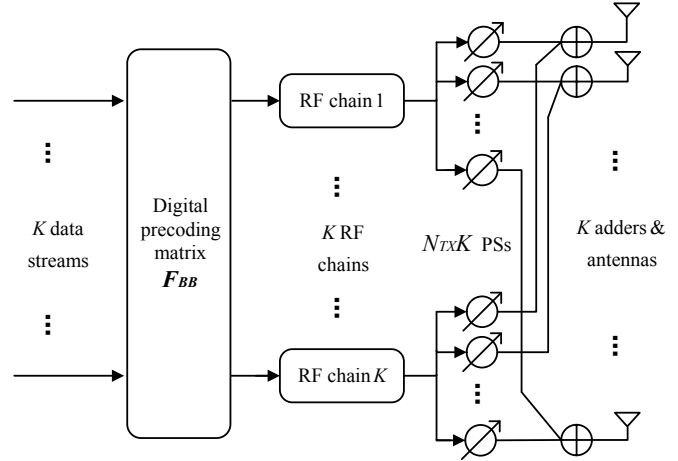 RF chain 1
K data
streams
Digital
precoding
matrix
FBB
K RF
chains
NTXK PSs
K adders &
antennas
RF chain K